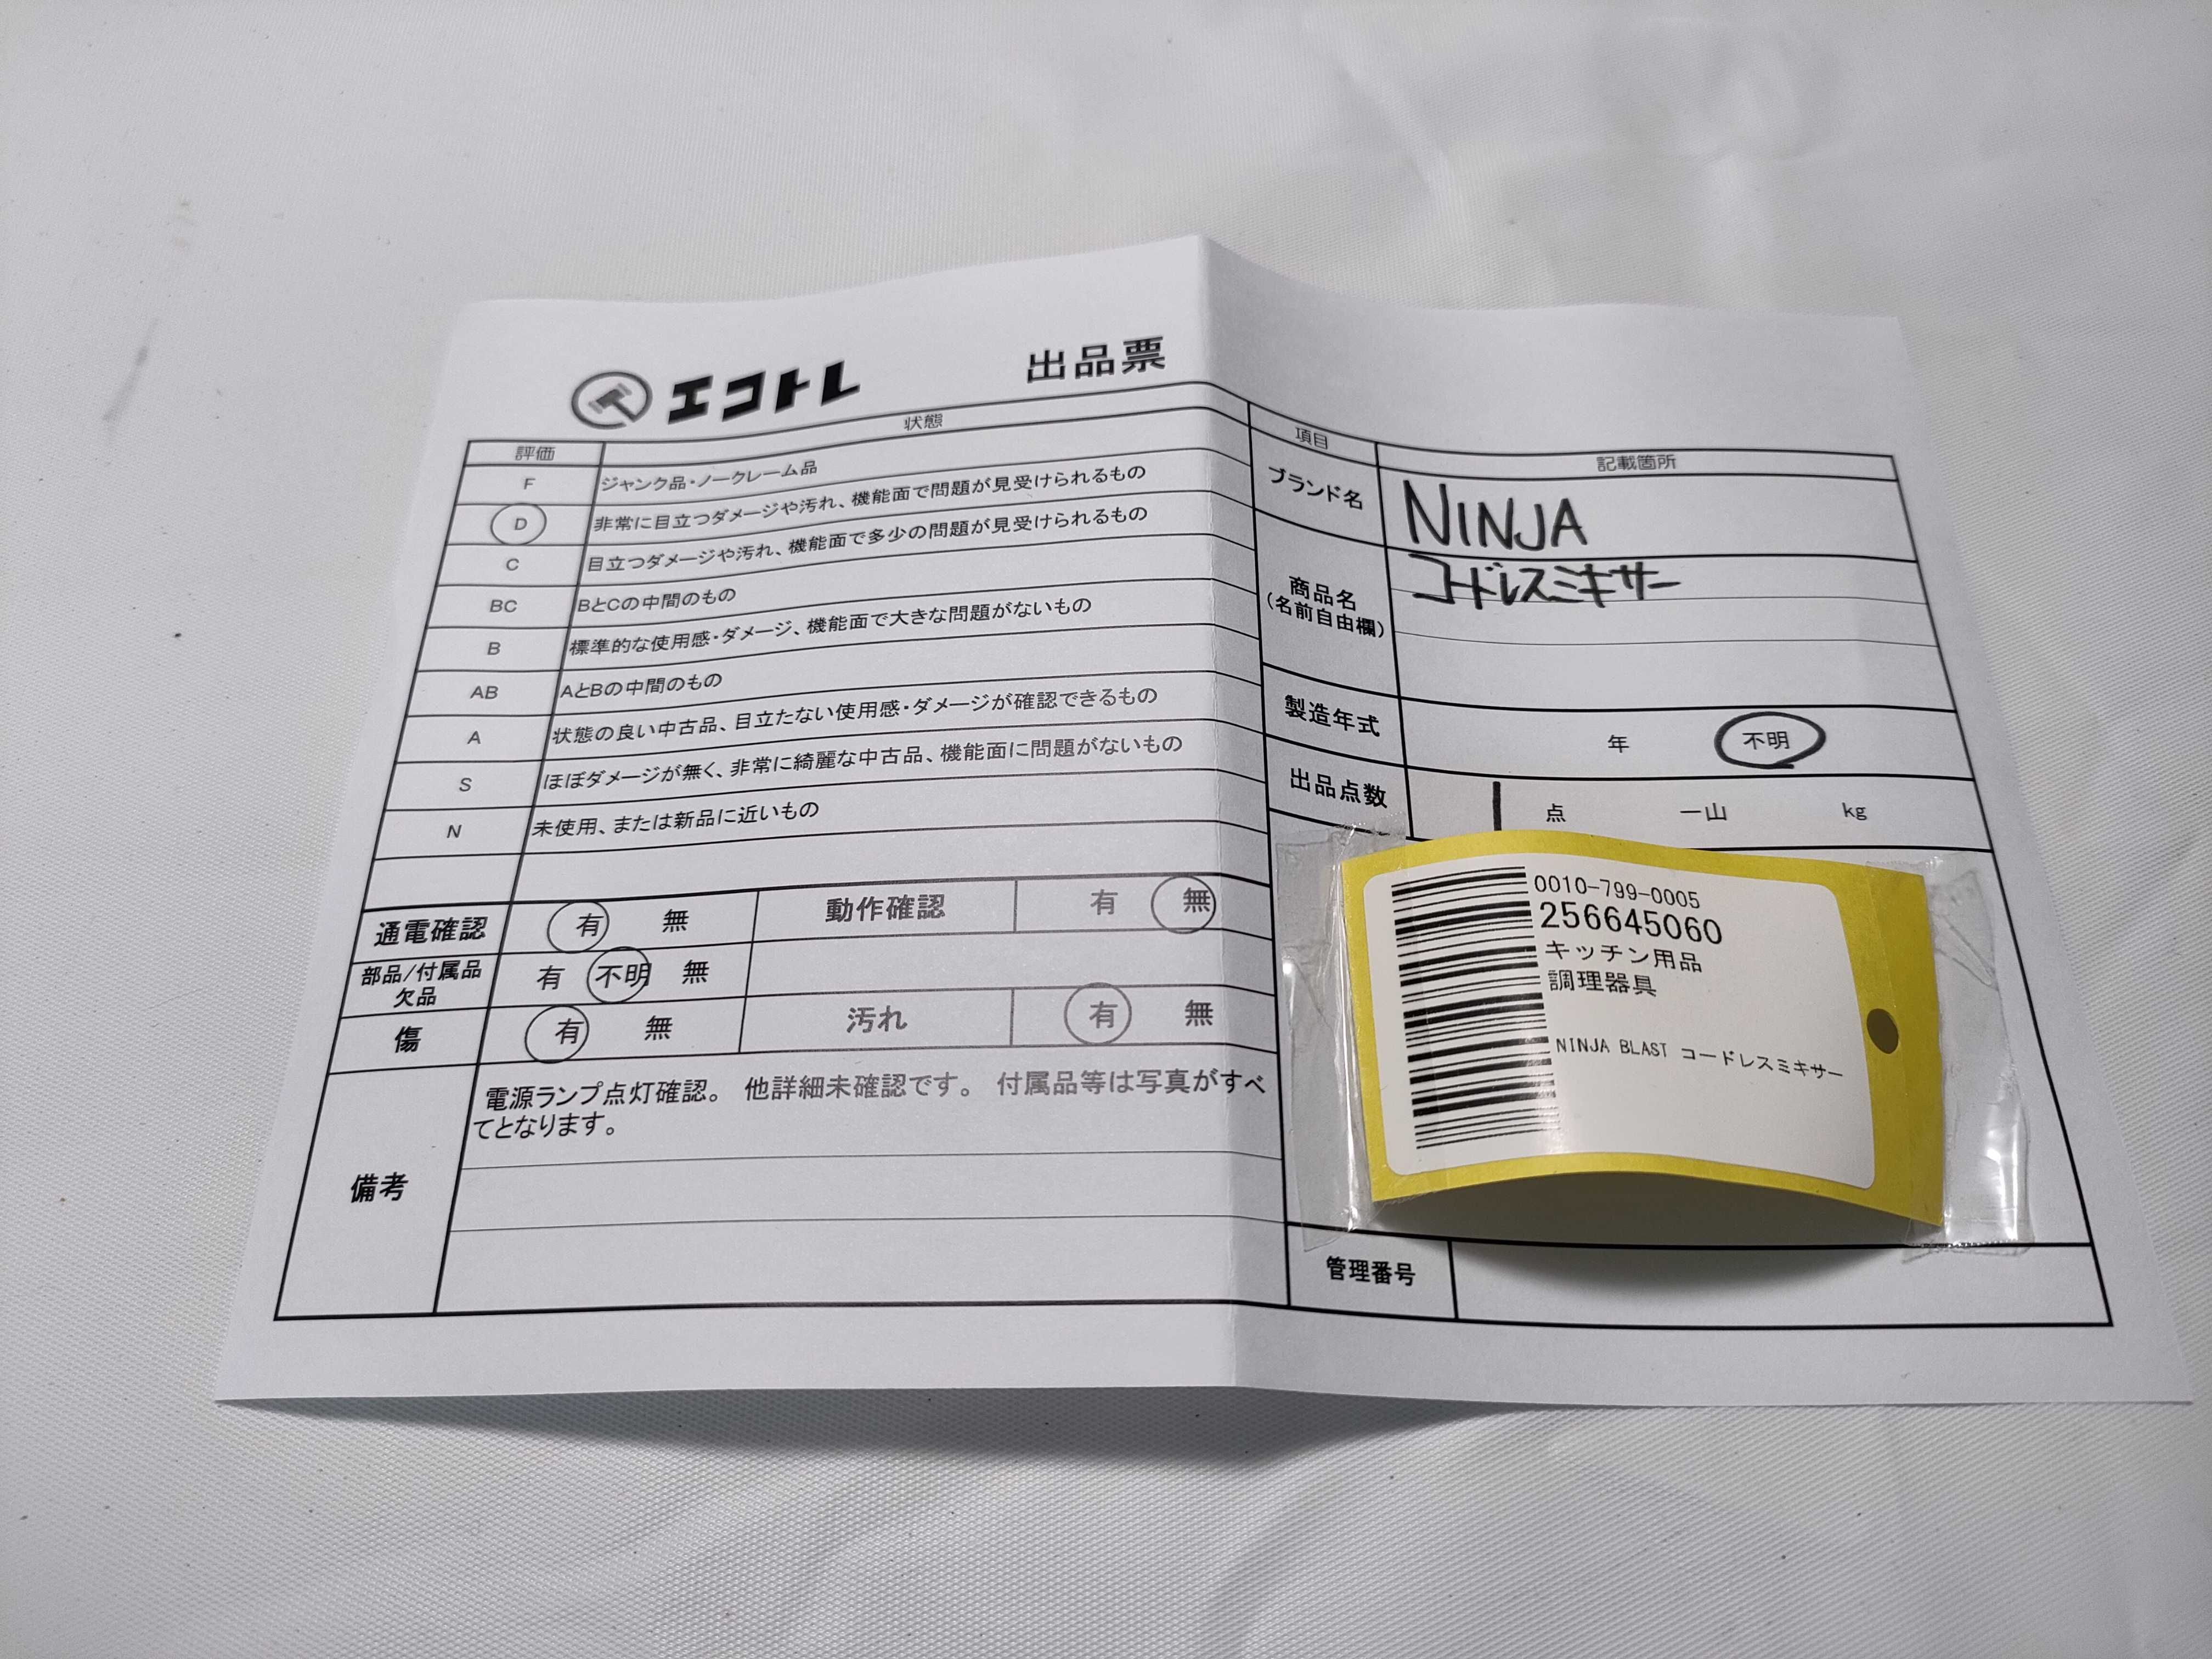 エコトレ 出品票
評価 状態
F ジャンク品・ノークレーム品
D 非常に目立つダメージや汚れ、機能面で問題が見受けられるもの
C 目立つダメージや汚れ、機能面で多少の問題が見受けられるもの
BC BとCの中間のもの
B 標準的な使用感・ダメージ、機能面で大きな問題がないもの
AB AとBの中間のもの
A 状態の良い中古品、目立たない使用感・ダメージが確認できるもの
S ほぼダメージが無く、非常に綺麗な中古品、機能面に問題がないもの
N 未使用、または新品に近いもの
通電確認 有 無 動作確認 有 無
部品/付属品
欠品 有 不明 無
傷 有 無 汚れ 有 無
備考
電源ランプ点灯確認。 他詳細未確認です。 付属品等は写真がすべ
てとなります。
項目 記載箇所
ブランド名 NINJA
商品名
(名前自由欄)
コードレスミキサー
製造年式 年 不明
出品点数 1 点 一山 kg
0010-799-0005
256645060
キッチン用品
調理器具
NINJA BLAST コードレスミキサー
管理番号